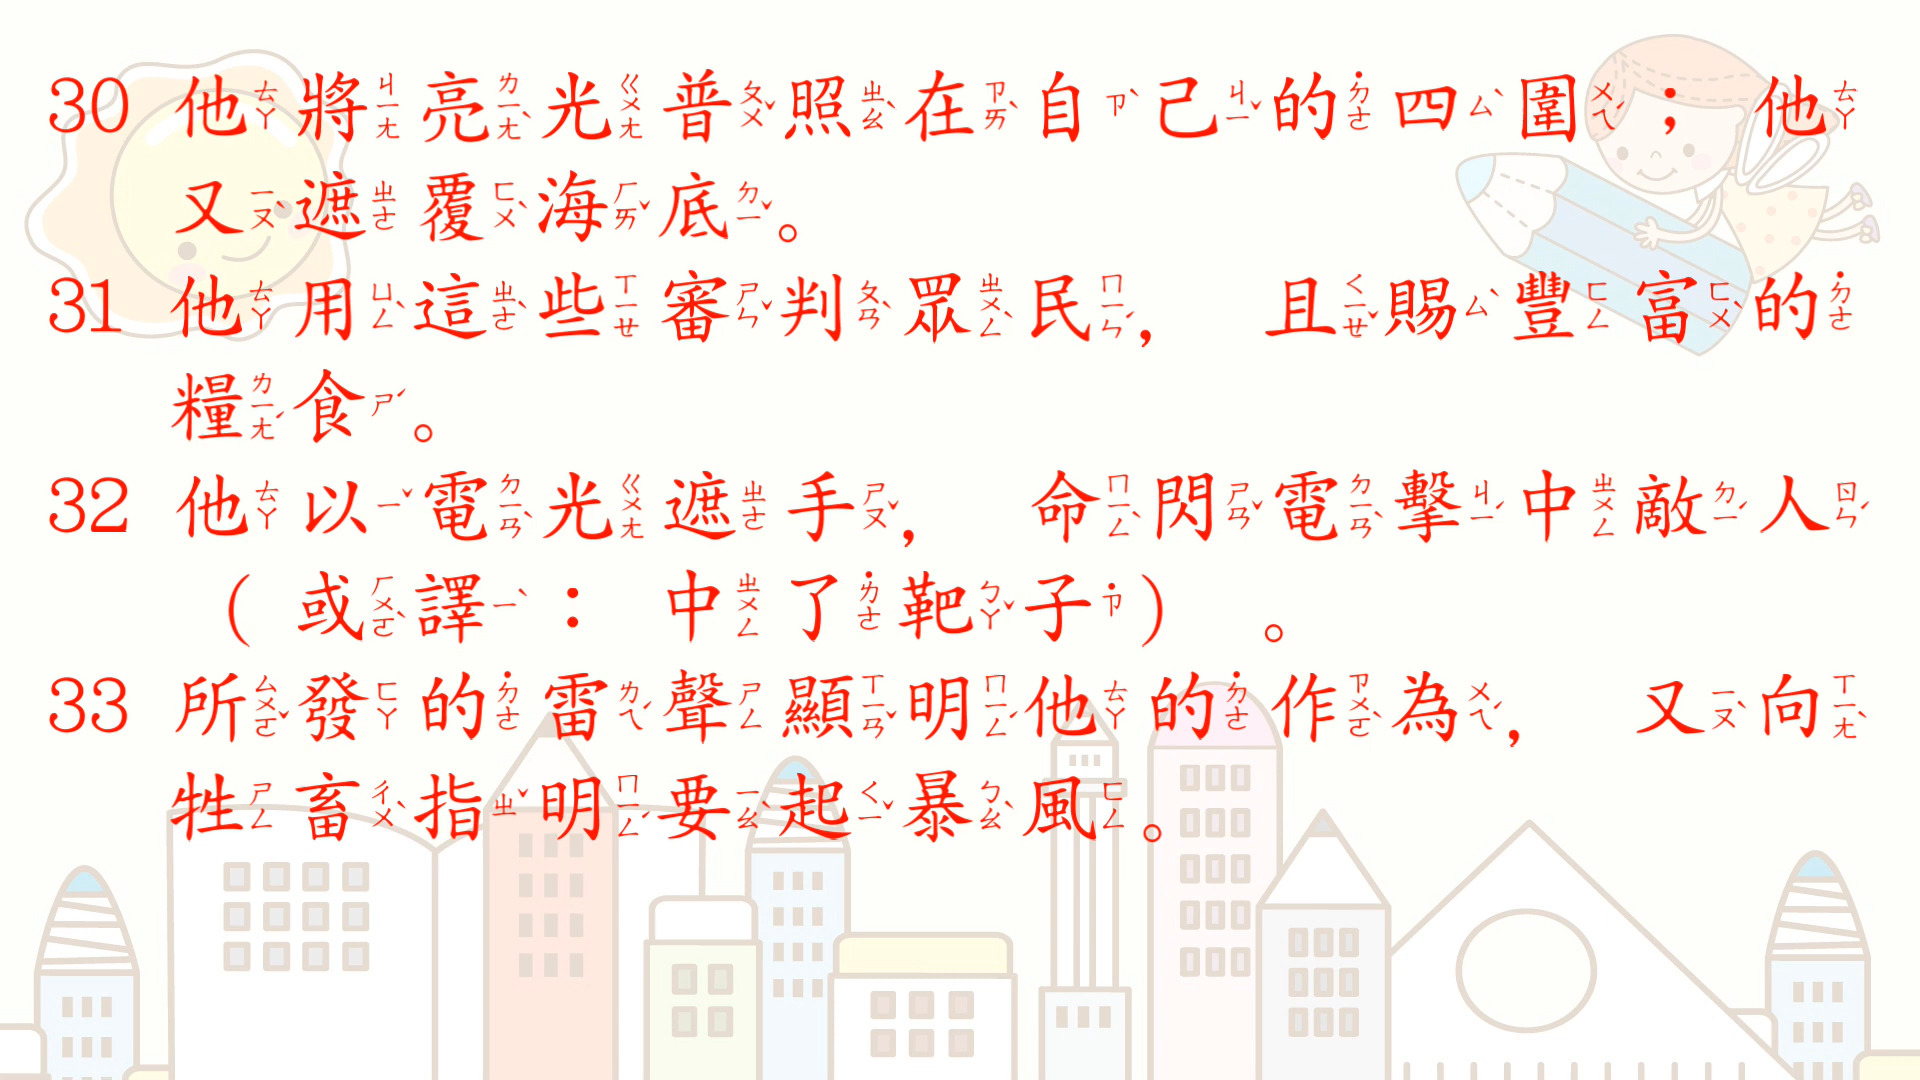 30 他將亮光普照在自己的四圍； 他
又遮覆海底。
31 他用這些審判眾民， 且賜豐富的
糧食。
32 他以電光遮手， 命閃電擊中敵人
（ 或譯： 中了靶子） 。
33 所發的雷聲顯明他的作為， 又向
牲畜指明要起暴風。